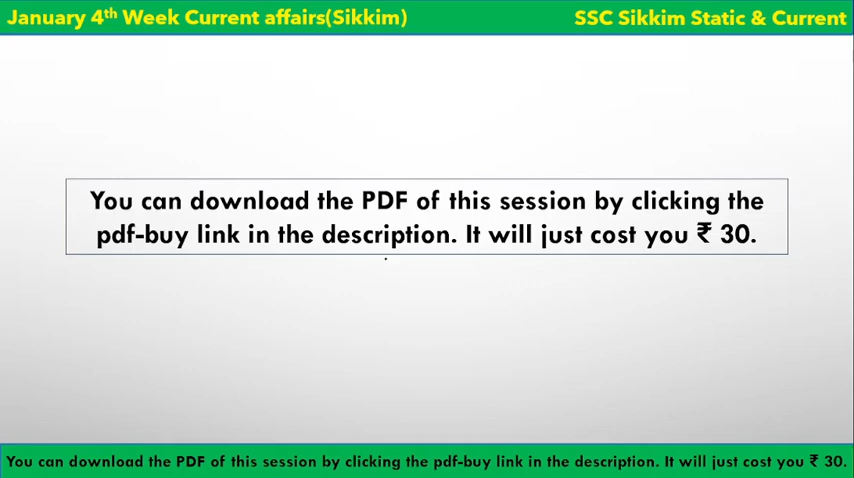 January 4th Week Current affairs(Sikkim)
SSC Sikkim Static & Current
You can download the PDF of this session by clicking the
pdf-buy link in the description. It will just cost you ₹ 30.
You can download the PDF of this session by clicking the pdf-buy link in the description. It will just cost you ₹ 30.